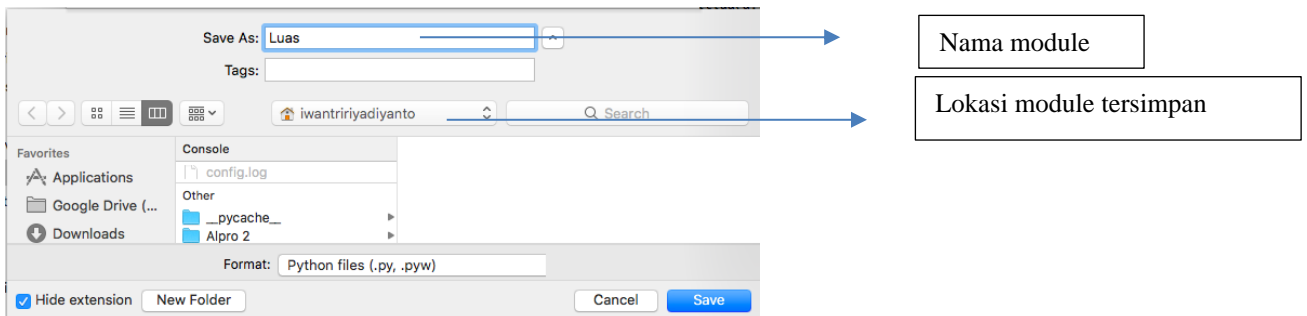 Save As: Luas
Nama module
Tags:
Lokasi module tersimpan
iwantririyadiyanto
Search
Favorites
Console
config.log
Applications
Other
Google Drive (...
__pycache__
Downloads
Alpro 2
Format: Python files (.py, .pyw)
Hide extension New Folder Cancel Save